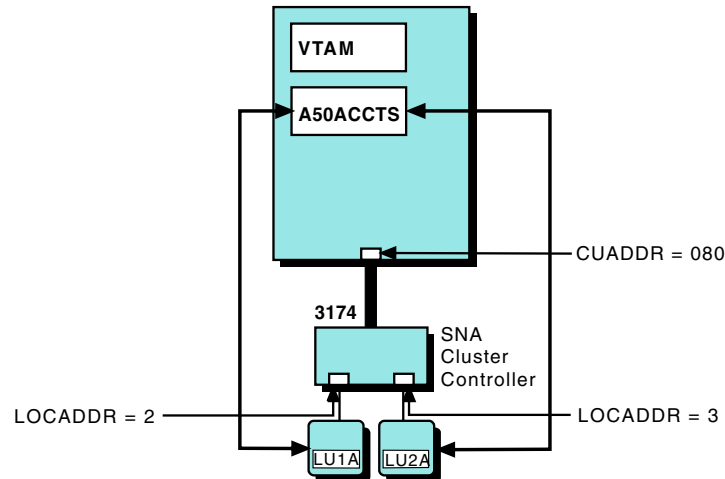 VTAM
A50ACCTS
CUADDR = 080
3174
SNA
Cluster
Controller
LOCADDR = 2
LOCADDR = 3
LU1A
LU2A